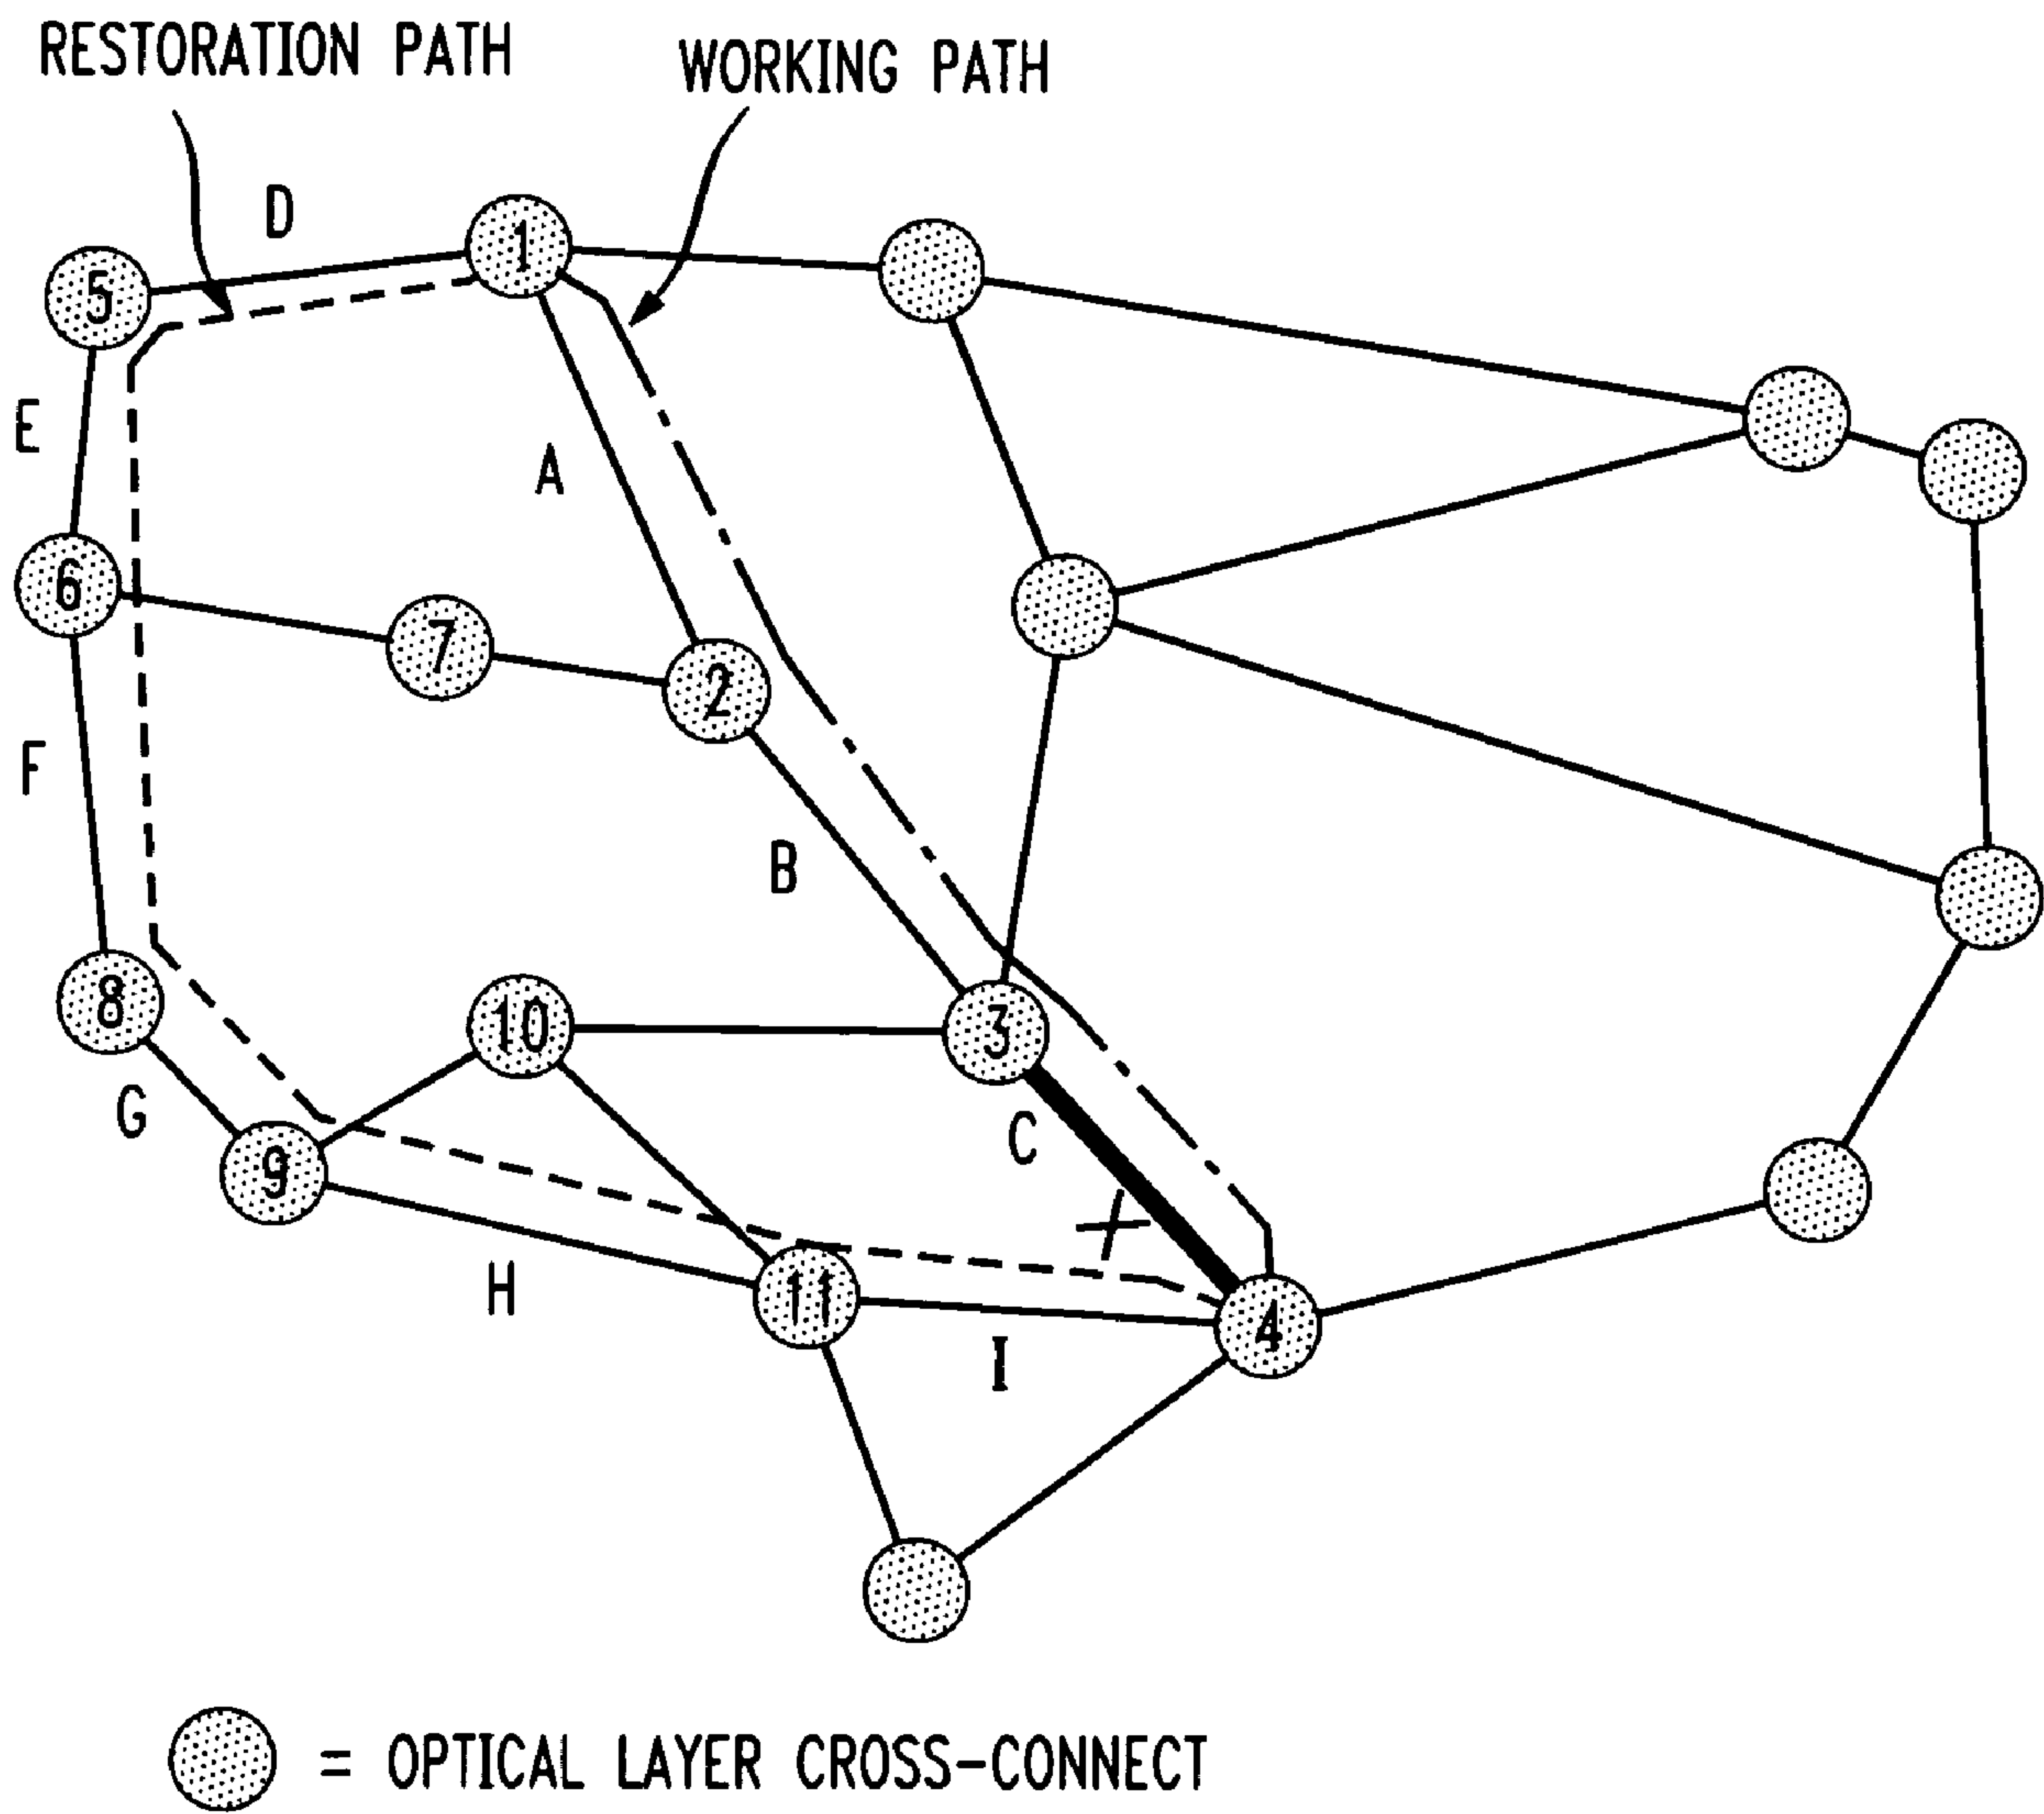 RESTORATION PATH
WORKING PATH
D
1
5
E
A
6
7
2
F
B
8
10
3
G
C
9
H
11
4
I
= OPTICAL LAYER CROSS-CONNECT